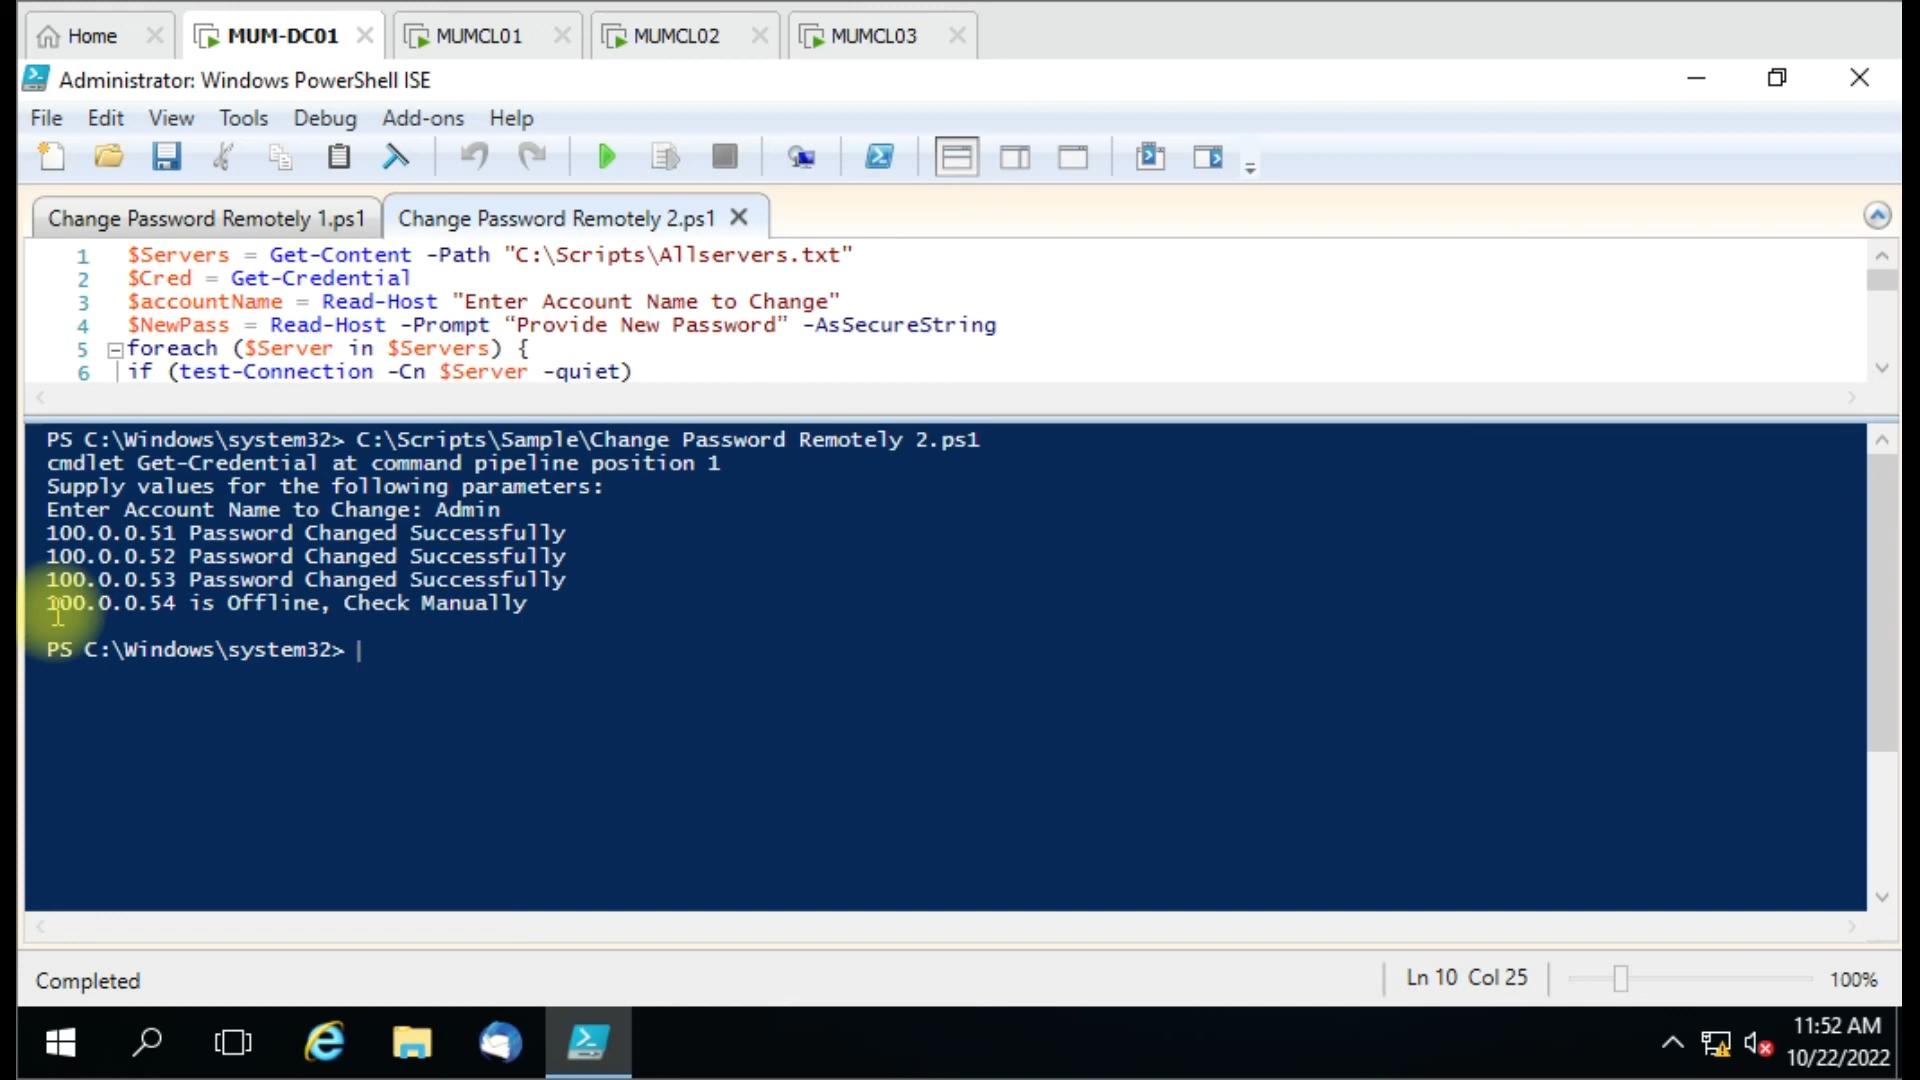 Home
MUM-DC01
MUMCL01
MUMCL02
MUMCL03
Administrator: Windows PowerShell ISE
File Edit View Tools Debug Add-ons Help
Change Password Remotely 1.ps1
Change Password Remotely 2.ps1
1 $Servers = Get-Content -Path "C:\Scripts\Allservers.txt"
2 $Cred = Get-Credential
3 $accountName = Read-Host "Enter Account Name to Change"
4 $NewPass = Read-Host -Prompt “Provide New Password” -AsSecureString
5 foreach ($Server in $Servers) {
6 if (test-Connection -Cn $Server -quiet)
PS C:\Windows\system32> C:\Scripts\Sample\Change Password Remotely 2.ps1
cmdlet Get-Credential at command pipeline position 1
Supply values for the following parameters:
Enter Account Name to Change: Admin
100.0.0.51 Password Changed Successfully
100.0.0.52 Password Changed Successfully
100.0.0.53 Password Changed Successfully
100.0.0.54 is Offline, Check Manually
PS C:\Windows\system32>
Completed
Ln 10 Col 25
100%
11:52 AM
10/22/2022